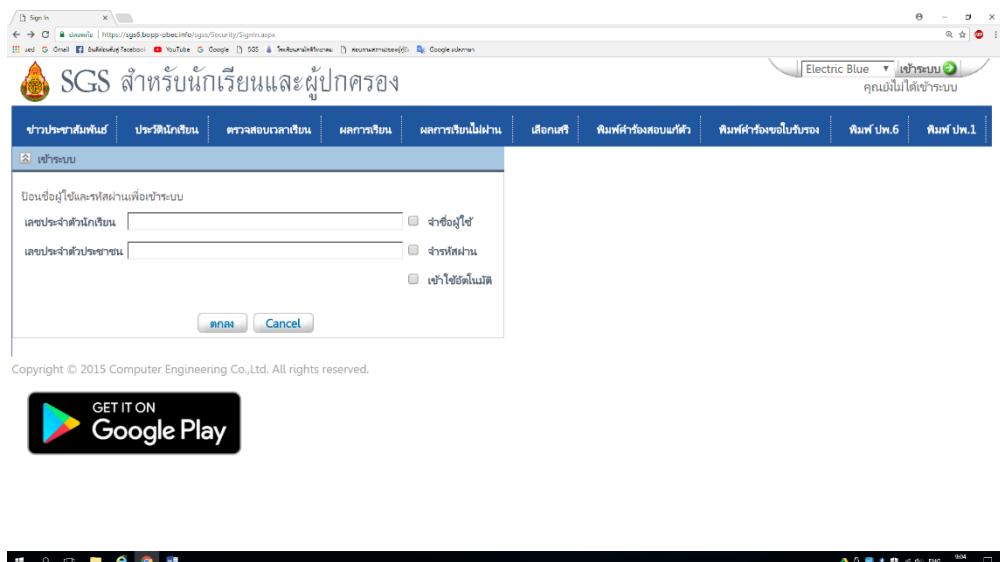 Sign In
https://sgs6.bopp-obec.info/sgss/Security/SignIn.aspx
Gmail
YouTube
Google
SGS
SGS สำหรับนักเรียนและผู้ปกครอง
Electric Blue
เข้าระบบ
คุณยังไม่ได้เข้าระบบ
ข่าวประชาสัมพันธ์ ประวัตินักเรียน ตรวจสอบเวลาเรียน ผลการเรียน ผลการเรียนไม่ผ่าน เลือกเสรี พิมพ์คำร้องสอบแก้ตัว พิมพ์คำร้องขอใบรับรอง พิมพ์ ปพ.6 พิมพ์ ปพ.1
เข้าระบบ
ป้อนชื่อผู้ใช้และรหัสผ่านเพื่อเข้าระบบ
เลขประจำตัวนักเรียน จำชื่อผู้ใช้
เลขประจำตัวประชาชน จำรหัสผ่าน
เข้าใช้อัตโนมัติ
ตกลง Cancel
Copyright © 2015 Computer Engineering Co.,Ltd. All rights reserved.
GET IT ON
Google Play
ENG
9:04